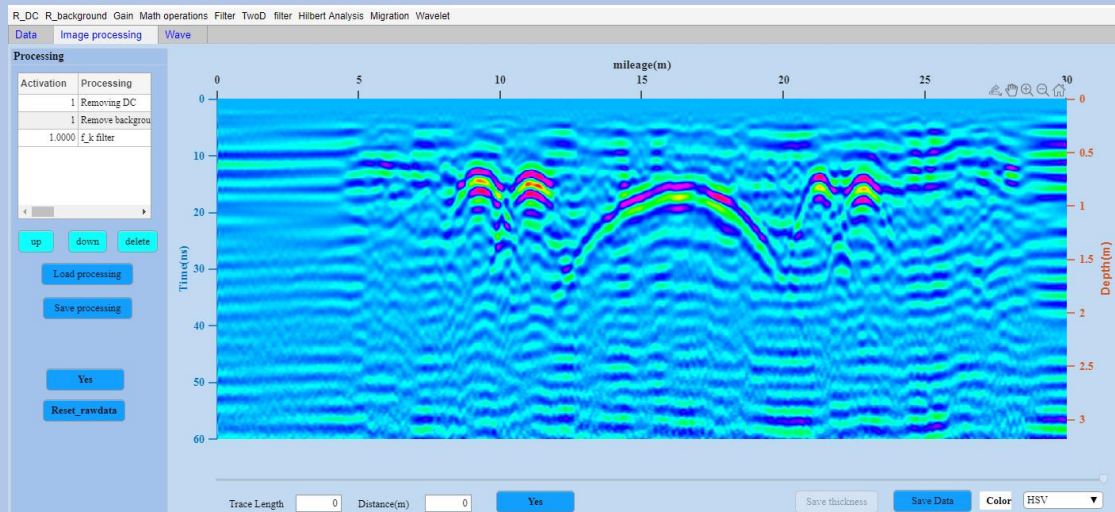 R_DC R_background Gain Math operations Filter TwoD filter Hilbert Analysis Migration Wavelet
Data Image processing Wave
Processing
Activation Processing
1 Removing DC
1 Remove backgrou
1.0000 f_k filter
up down delete
Load processing
Save processing
Yes
Reset_rawdata
mileage(m)
0 5 10 15 20 25 30
Time(ns)
0
10
20
30
40
50
60
0
0.5
1
1.5
2
2.5
3
Depth(m)
Trace Length 0 Distance(m) 0 Yes Save thickness Save Data Color HSV